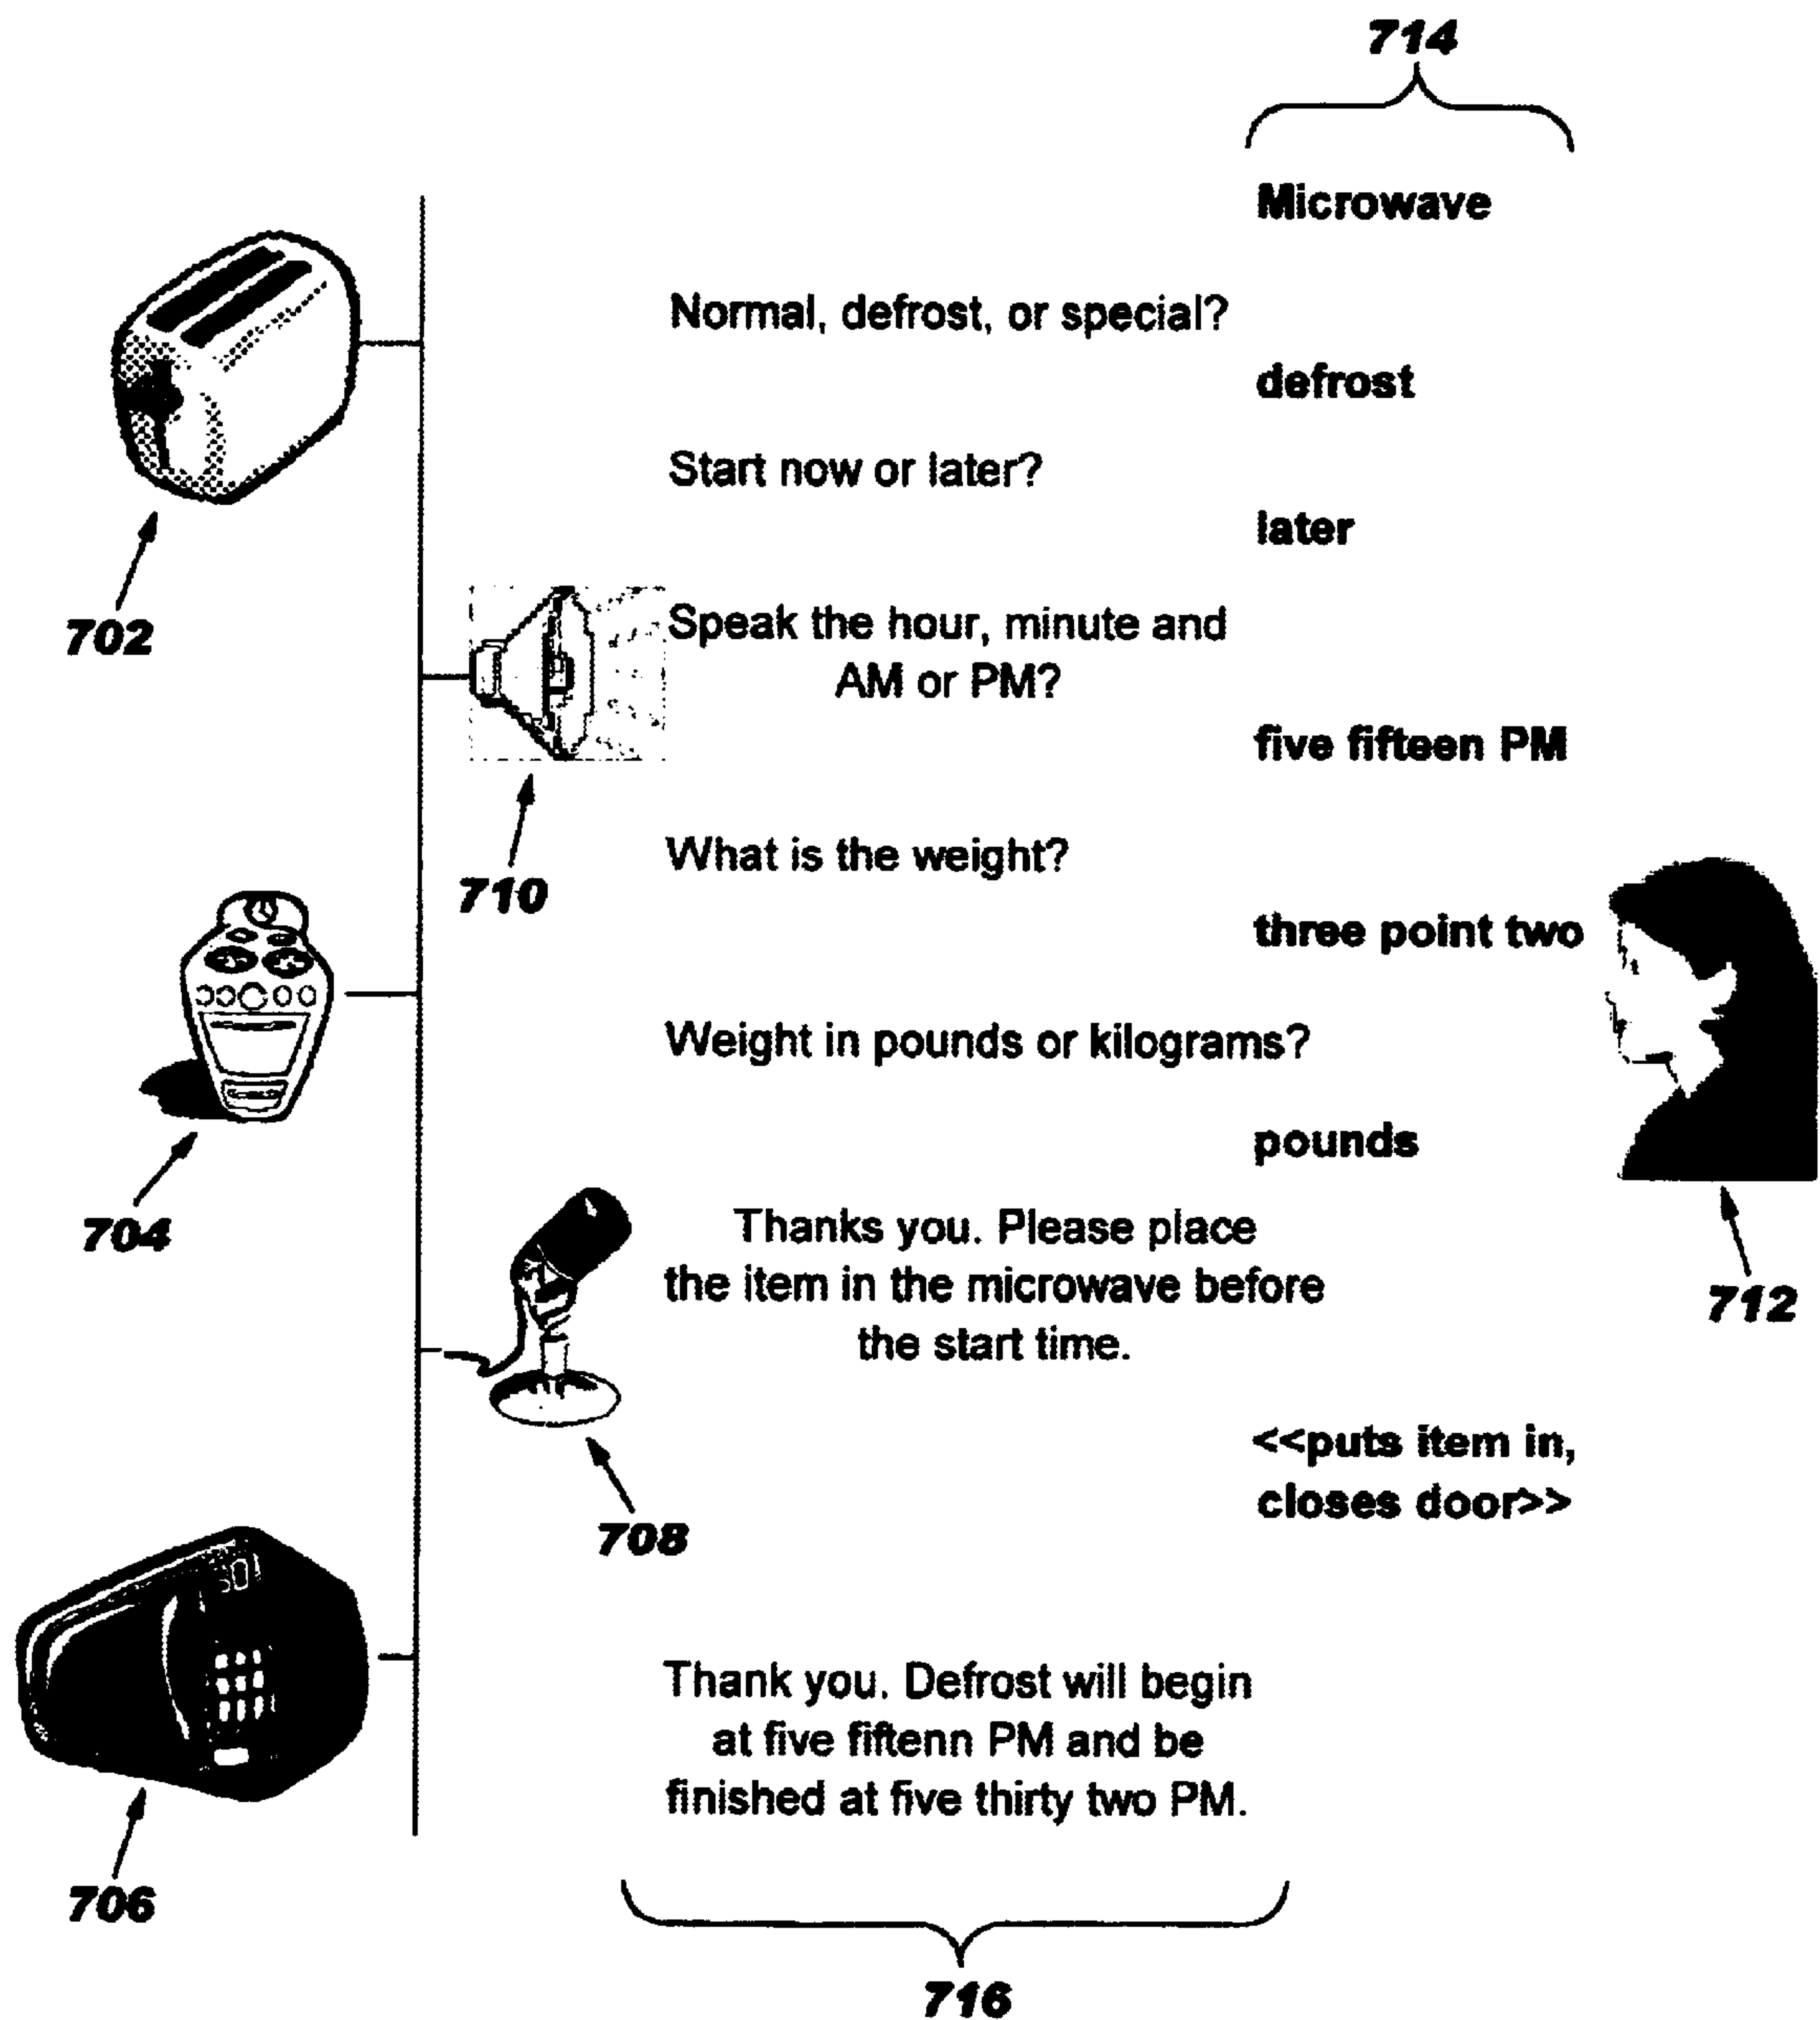 714
Microwave
Normal, defrost, or special?
defrost
Start now or later?
later
702
Speak the hour, minute and
AM or PM?
five fifteen PM
What is the weight?
710
three point two
Weight in pounds or kilograms?
pounds
704
Thanks you. Please place
the item in the microwave before
the start time.
712
<<puts item in,
closes door>>
708
Thank you. Defrost will begin
at five fiftenn PM and be
finished at five thirty two PM.
706
716